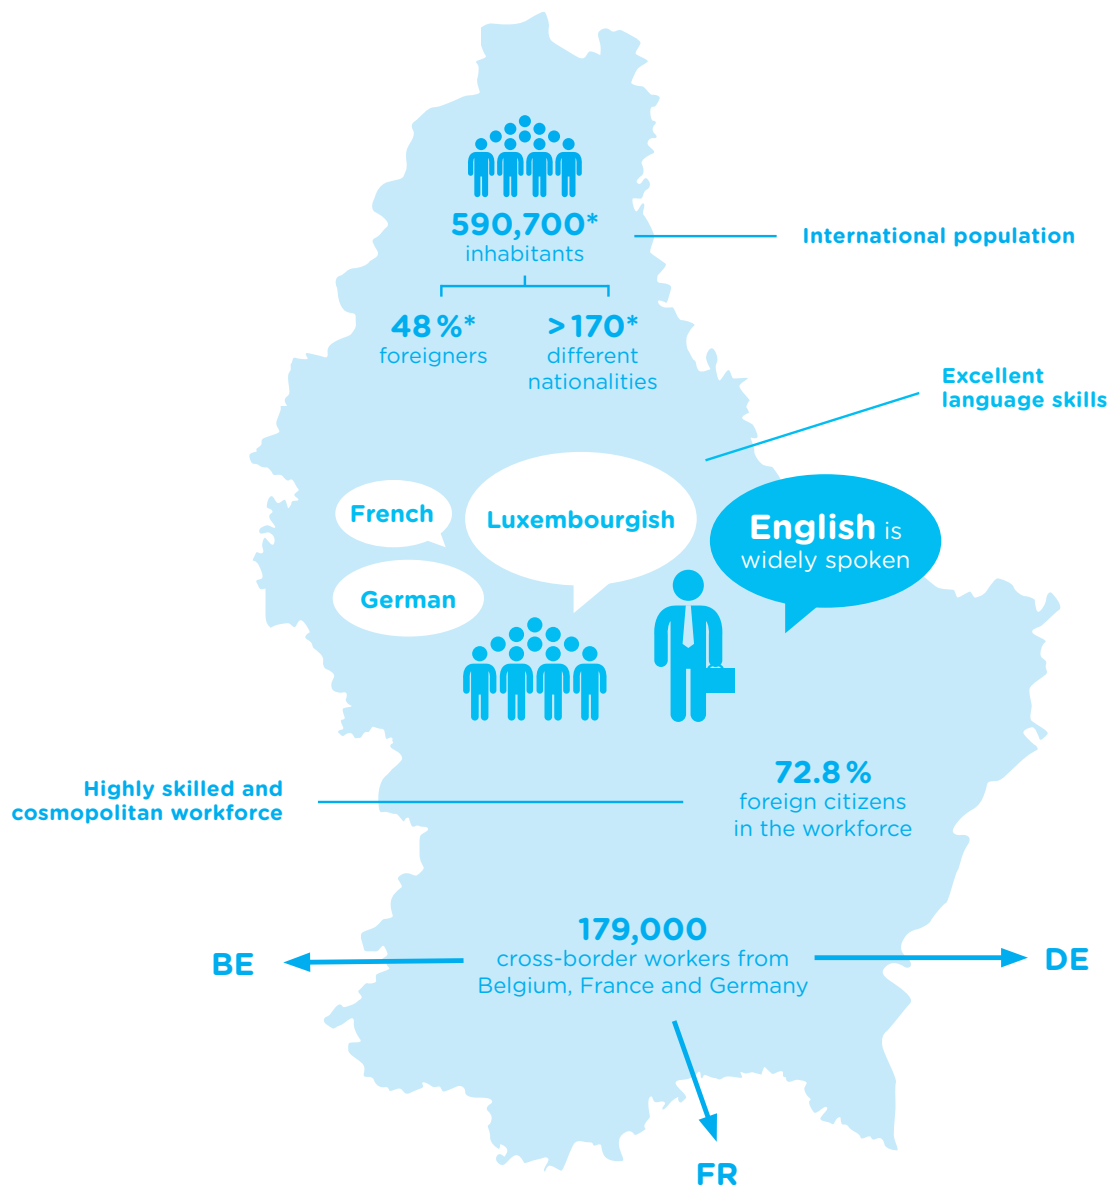 590,700*
inhabitants
International population
48 %*
foreigners
> 170*
different
nationalities
Excellent
language skills
French
Luxembourgish
English is
widely spoken
German
Highly skilled and
cosmopolitan workforce
72.8 %
foreign citizens
in the workforce
179,000
cross-border workers from
Belgium, France and Germany
BE
DE
FR